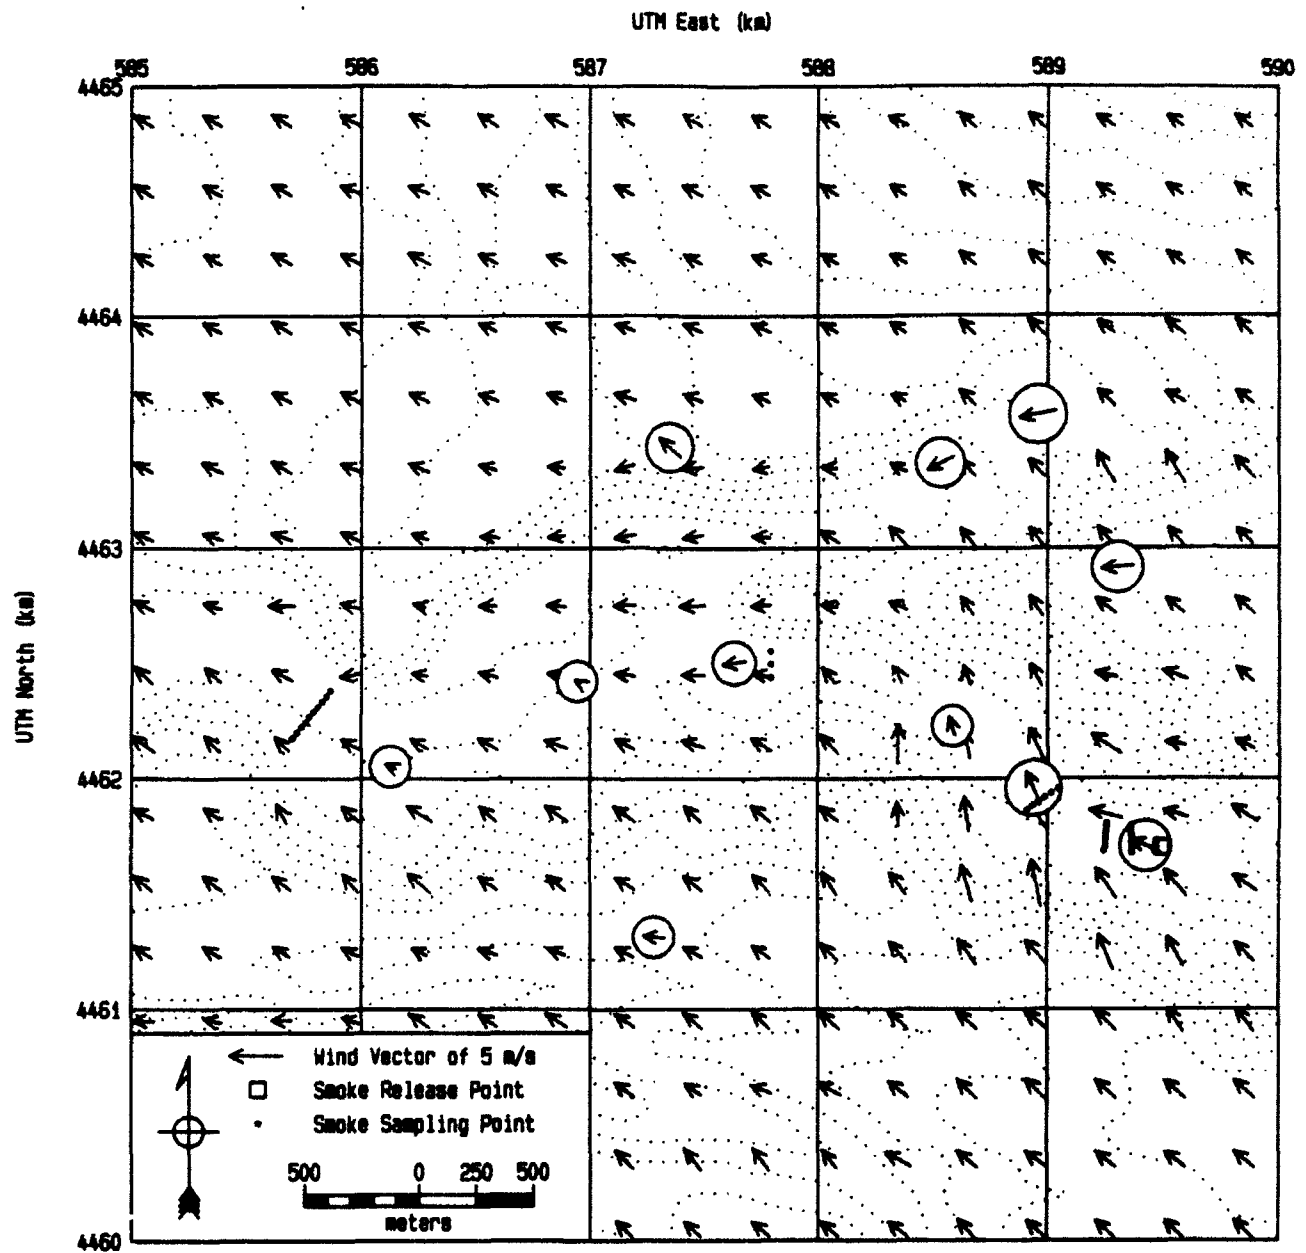 UTM East (km)
585 586 587 588 589 590
4465
4464
4463
UTM North (km)
4462
4461
Wind Vector of 5 m/s
Smoke Release Point
Smoke Sampling Point
500 0 250 500
meters
4460